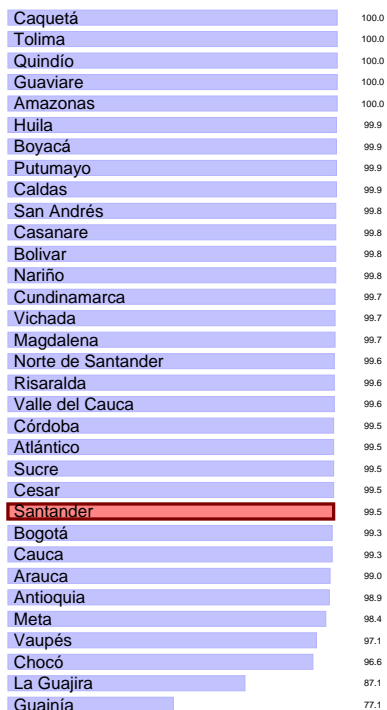 Caquetá 100.0
Tolima 100.0
Quindío 100.0
Guaviare 100.0
Amazonas 100.0
Huila 99.9
Boyacá 99.9
Putumayo 99.9
Caldas 99.9
San Andrés 99.8
Casanare 99.8
Bolivar 99.8
Nariño 99.8
Cundinamarca 99.7
Vichada 99.7
Magdalena 99.7
Norte de Santander 99.6
Risaralda 99.6
Valle del Cauca 99.6
Córdoba 99.5
Atlántico 99.5
Sucre 99.5
Cesar 99.5
Santander 99.5
Bogotá 99.3
Cauca 99.3
Arauca 99.0
Antioquia 98.9
Meta 98.4
Vaupés 97.1
Chocó 96.6
La Guajira 87.1
Guainía 77.1